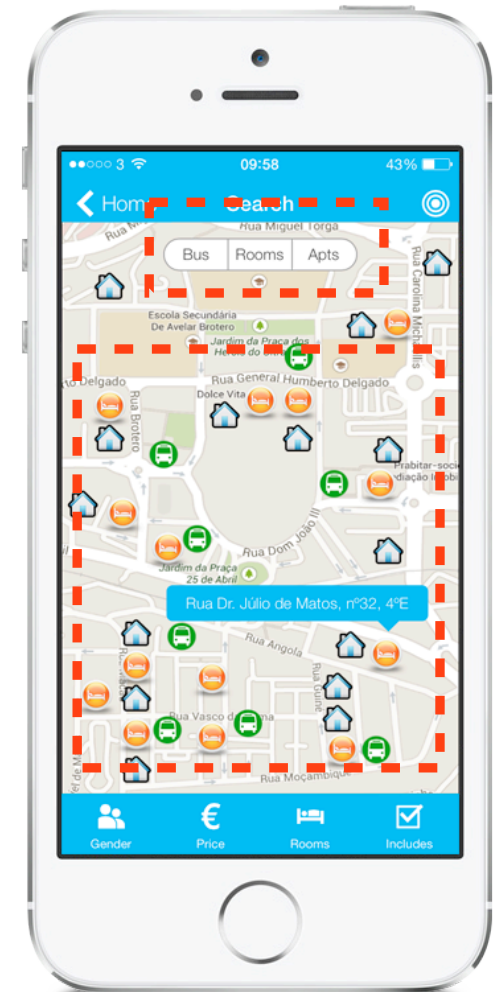 3
09:58
43%
Home
Search
Rua Miguel Torga
Bus
Rooms
Apts
Rua Carolina Michaëlis
Escola Secundária
De Avelar Brotero
Jardim da Praça dos
Rua General Humberto Delgado
Delgado
Dolce Vita
Rua Brotero
Rua Dom João III
Jardim da Praça
25 de Abril
Rua Dr. Júlio de Matos, nº32, 4ºE
Rua Angola
Rua Guiné
Rua Vasco da
Rua Moçambique
Gender
€
Price
Rooms
Includes